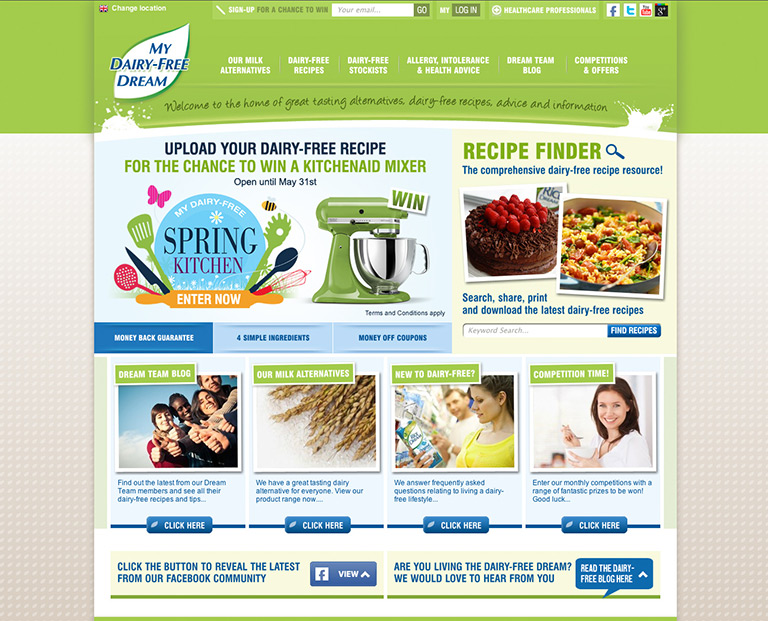 Change location
SIGN-UP FOR A CHANCE TO WIN
Your email...
GO
MY LOG IN
HEALTHCARE PROFESSIONALS
MY
DAIRY-FREE
DREAM
OUR MILK
ALTERNATIVES
DAIRY-FREE
RECIPES
DAIRY-FREE
STOCKISTS
ALLERGY, INTOLERANCE
& HEALTH ADVICE
DREAM TEAM
BLOG
COMPETITIONS
& OFFERS
Welcome to the home of great tasting alternatives, dairy-free recipes, advice and information
UPLOAD YOUR DAIRY-FREE RECIPE
FOR THE CHANCE TO WIN A KITCHENAID MIXER
Open until May 31st
WIN
MY DAIRY-FREE
SPRING
KITCHEN
ENTER NOW
Terms and Conditions apply
RECIPE FINDER
The comprehensive dairy-free recipe resource!
RICE
DREAM
Search, share, print
and download the latest dairy-free recipes
Keyword Search...
FIND RECIPES
MONEY BACK GUARANTEE
4 SIMPLE INGREDIENTS
MONEY OFF COUPONS
DREAM TEAM BLOG
Find out the latest from our Dream
Team members and see all their
dairy-free recipes and tips...
CLICK HERE
OUR MILK ALTERNATIVES
We have a great tasting dairy
alternative for everyone. View our
product range now....
CLICK HERE
NEW TO DAIRY-FREE?
We answer frequently asked
questions relating to living a dairy-
free lifestyle...
CLICK HERE
COMPETITION TIME!
Enter our monthly competitions with a
range of fantastic prizes to be won!
Good luck...
CLICK HERE
CLICK THE BUTTON TO REVEAL THE LATEST
FROM OUR FACEBOOK COMMUNITY
VIEW
ARE YOU LIVING THE DAIRY-FREE DREAM?
WE WOULD LOVE TO HEAR FROM YOU
READ THE DAIRY-
FREE BLOG HERE